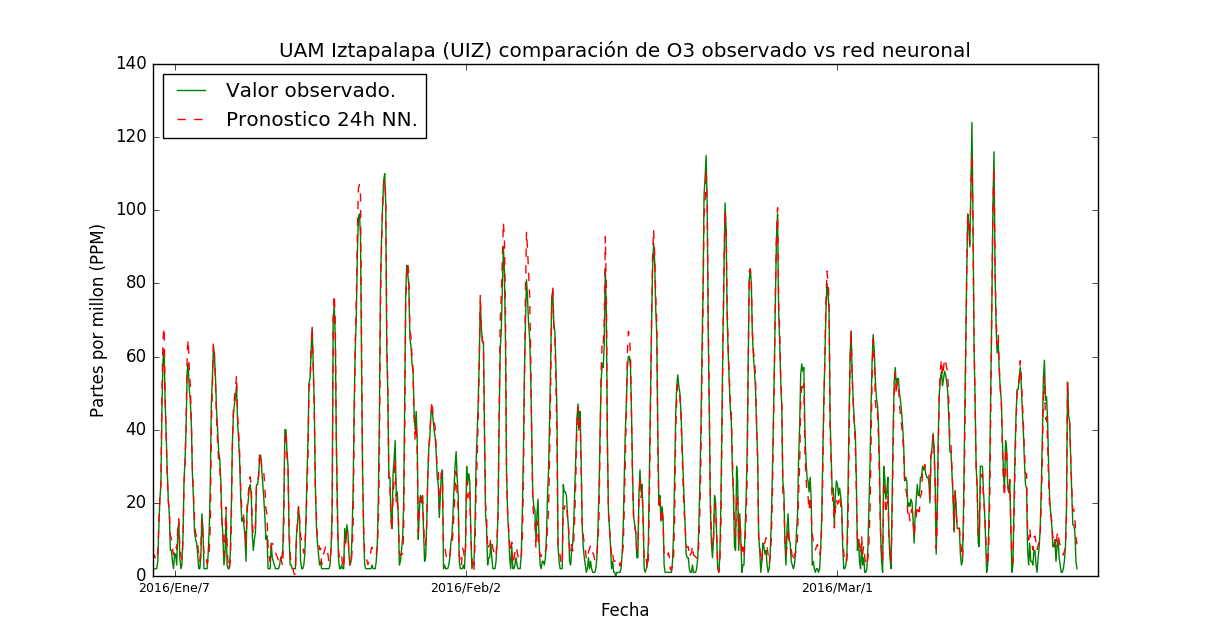 UAM Iztapalapa (UIZ) comparación de O3 observado vs red neuronal
140
120
100
80
60
40
20
0
Valor observado.
Pronostico 24h NN.
Partes por millon (PPM)
2016/Ene/7
2016/Feb/2
2016/Mar/1
Fecha